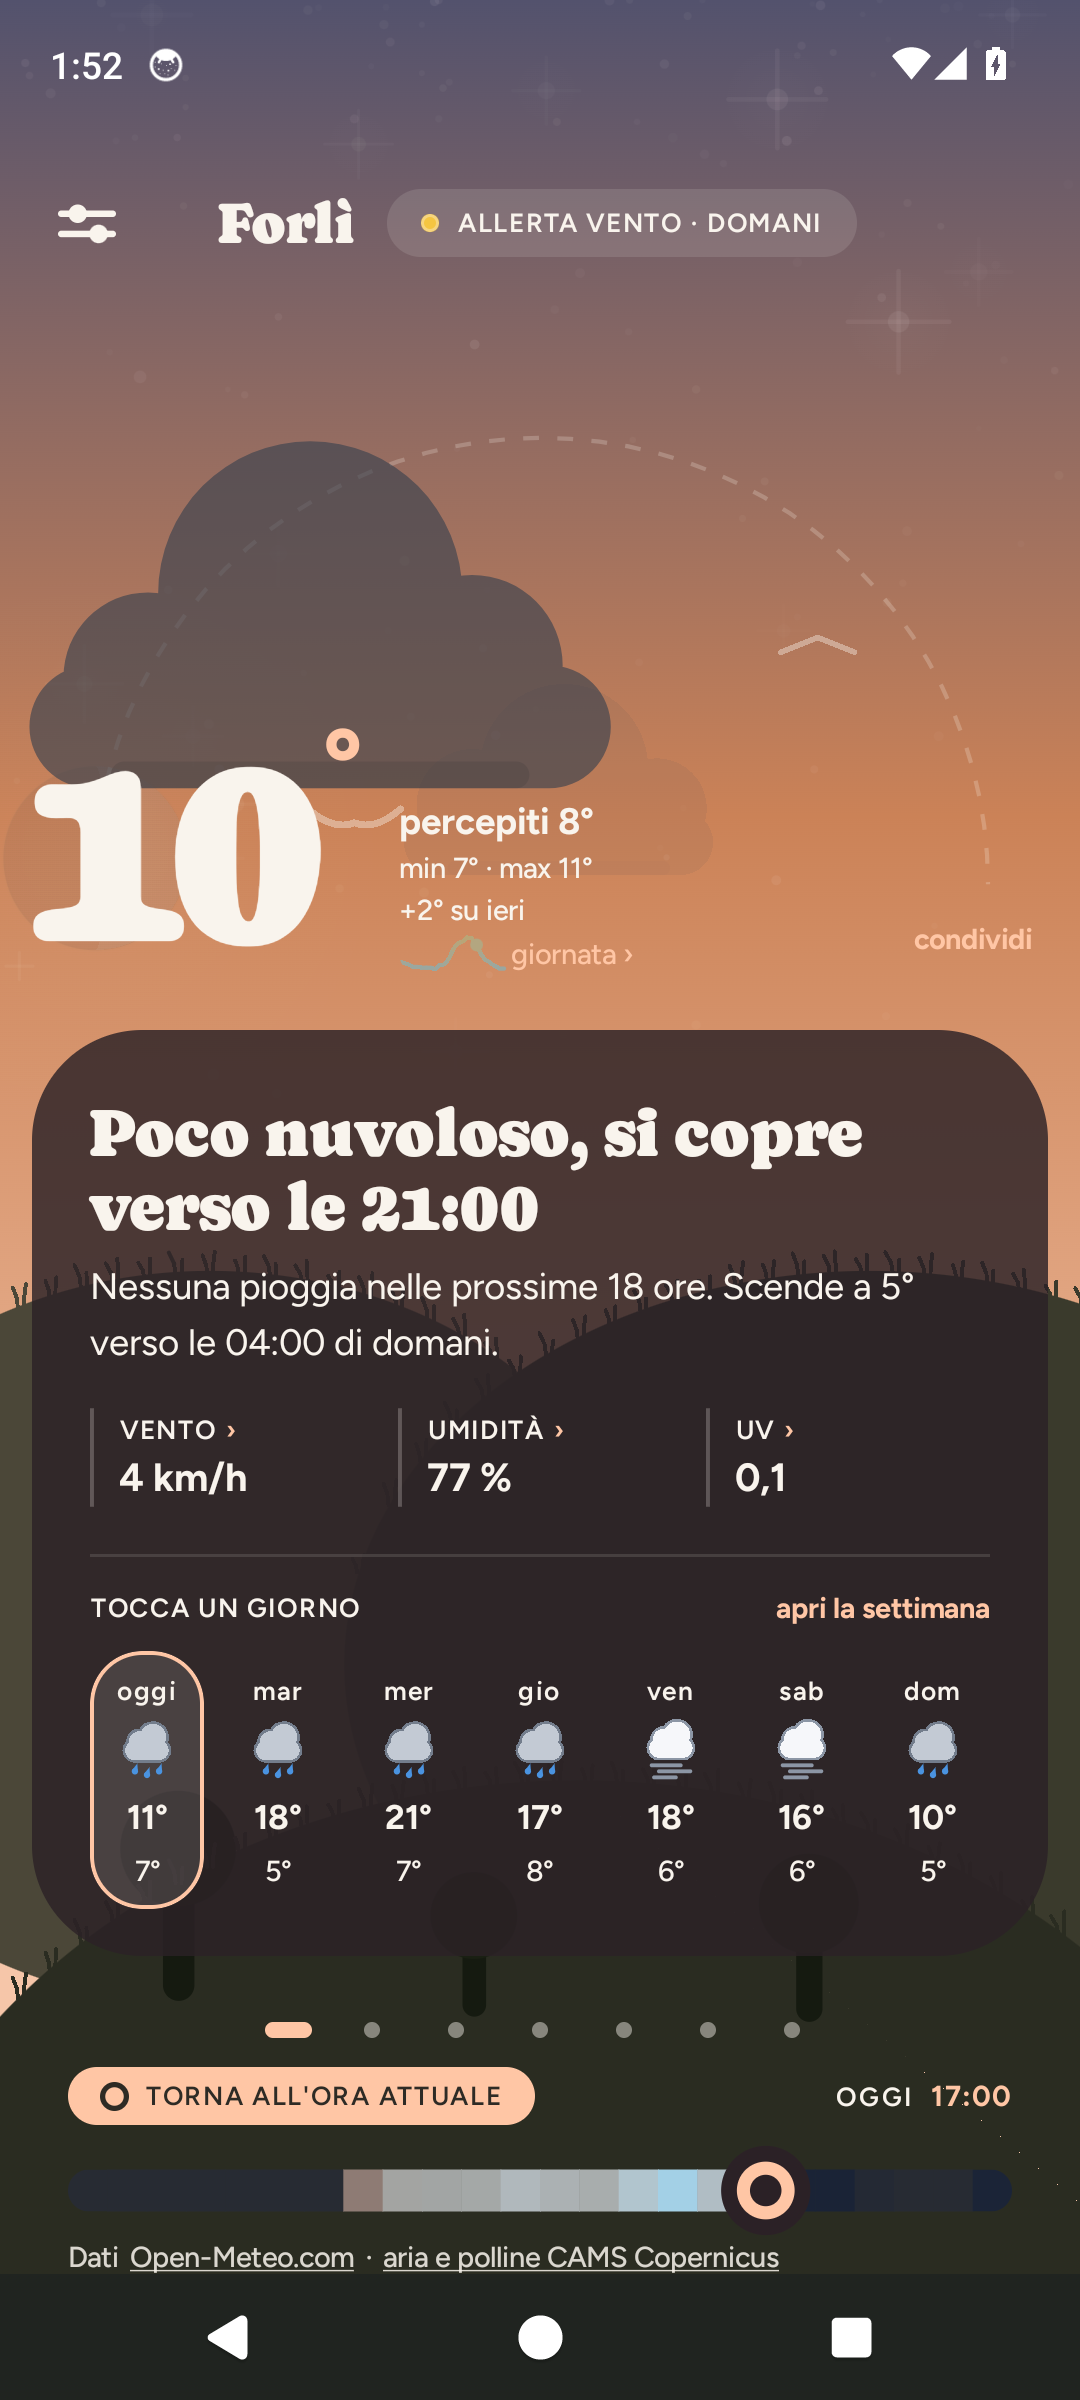 1:52
Forlì
ALLERTA VENTO · DOMANI
10°
percepiti 8°
min 7° · max 11°
+2° su ieri
giornata ›
condividi
Poco nuvoloso, si copre
verso le 21:00
Nessuna pioggia nelle prossime 18 ore. Scende a 5°
verso le 04:00 di domani.
VENTO › UMIDITÀ › UV ›
4 km/h 77 % 0,1
TOCCA UN GIORNO apri la settimana
oggi mar mer gio ven sab dom
11° 18° 21° 17° 18° 16° 10°
7° 5° 7° 8° 6° 6° 5°
TORNA ALL'ORA ATTUALE OGGI 17:00
Dati Open-Meteo.com · aria e polline CAMS Copernicus